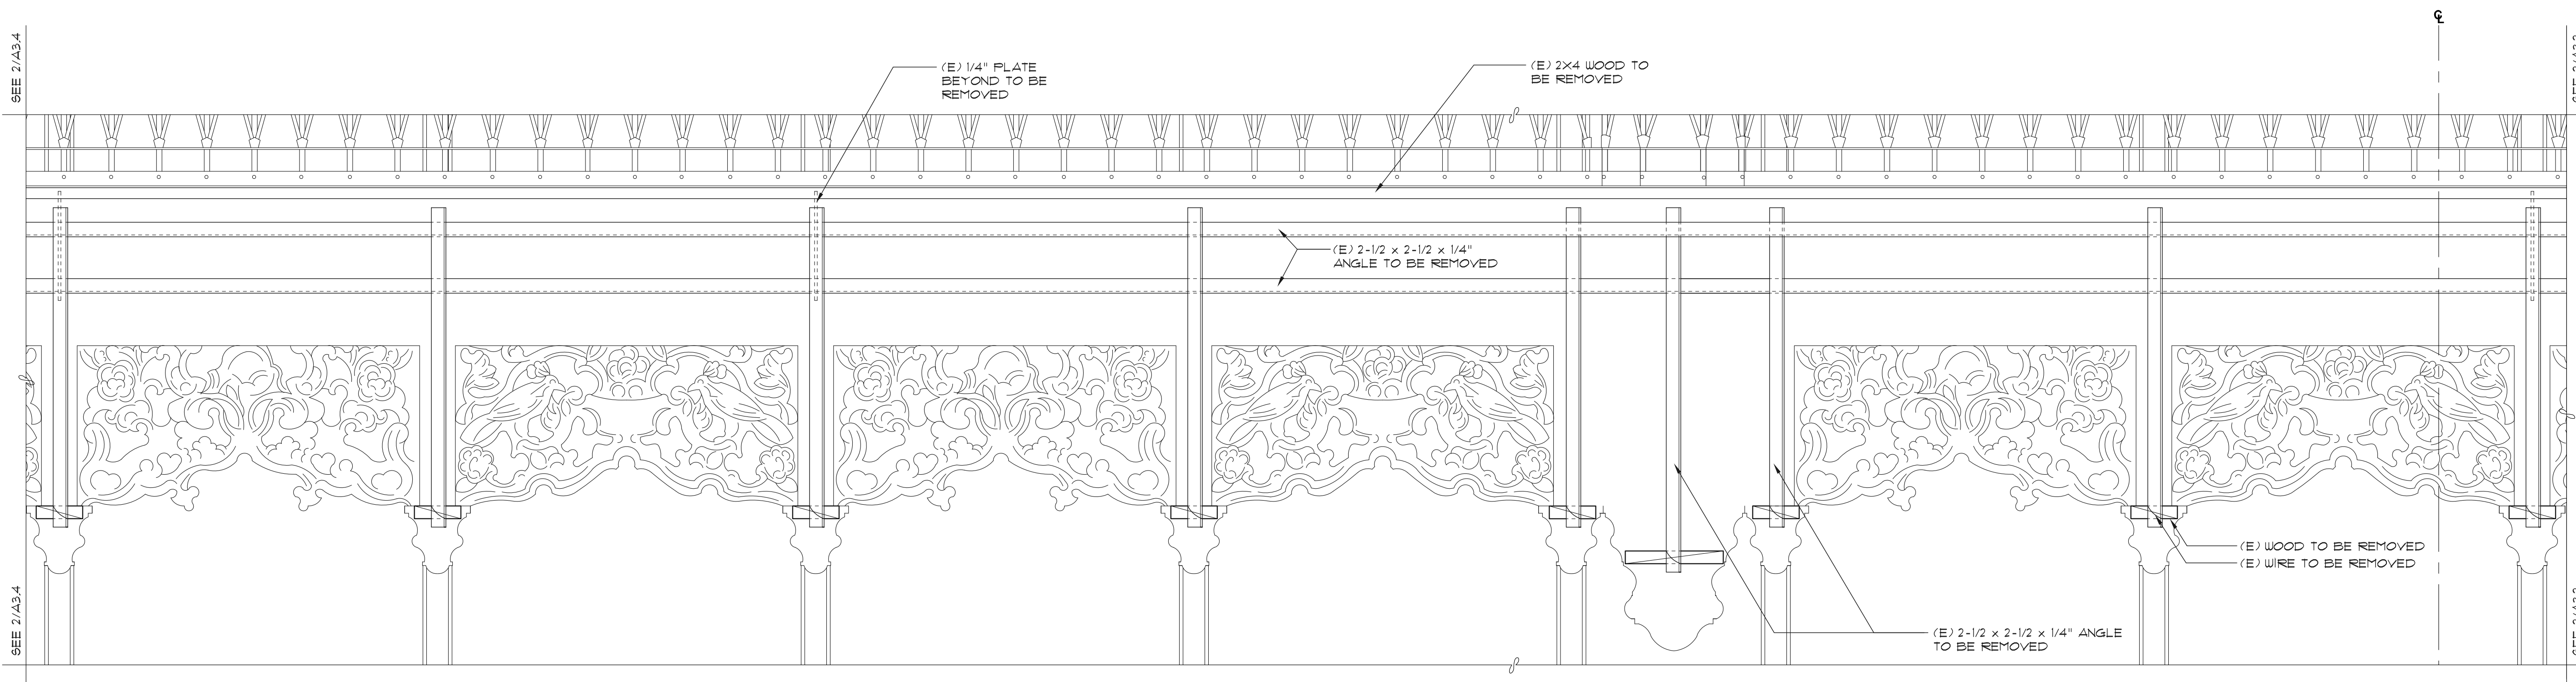 ℄
SEE 2/A3.4
(E) 1/4" PLATE
BEYOND TO BE
REMOVED
(E) 2X4 WOOD TO
BE REMOVED
(E) 2-1/2 x 2-1/2 x 1/4"
ANGLE TO BE REMOVED
(E) WOOD TO BE REMOVED
(E) WIRE TO BE REMOVED
SEE 2/A3.4
(E) 2-1/2 x 2-1/2 x 1/4" ANGLE
TO BE REMOVED